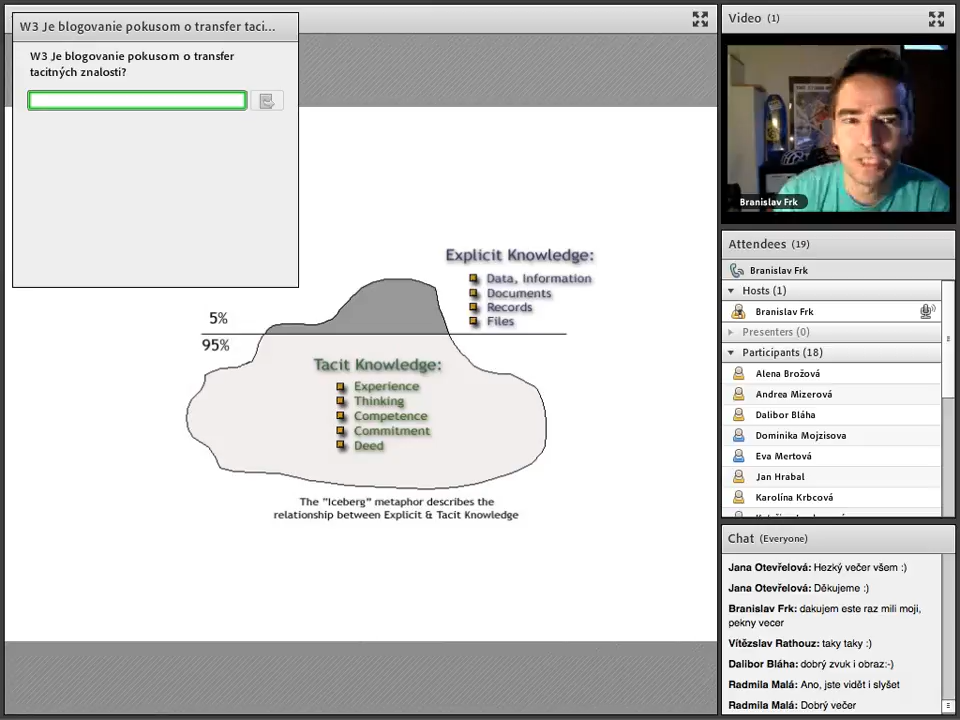 W3 Je blogovanie pokusom o transfer taci...
W3 Je blogovanie pokusom o transfer
tacitných znalosti?
Explicit Knowledge:
Data, Information
Documents
Records
Files
5%
95%
Tacit Knowledge:
Experience
Thinking
Competence
Commitment
Deed
The "Iceberg" metaphor describes the
relationship between Explicit & Tacit Knowledge
Video (1)
Branislav Frk
Attendees (19)
Branislav Frk
Hosts (1)
Branislav Frk
Presenters (0)
Participants (18)
Alena Brožová
Andrea Mizerová
Dalibor Bláha
Dominika Mojzisova
Eva Mertová
Jan Hrabal
Karolína Krbcová
Chat (Everyone)
Jana Otevřelová: Hezký večer všem :)
Jana Otevřelová: Děkujeme :)
Branislav Frk: dakujem este raz mili moji,
pekny vecer
Vítězslav Rathouz: taky taky :)
Dalibor Bláha: dobrý zvuk i obraz:-)
Radmila Malá: Ano, jste vidět i slyšet
Radmila Malá: Dobrý večer